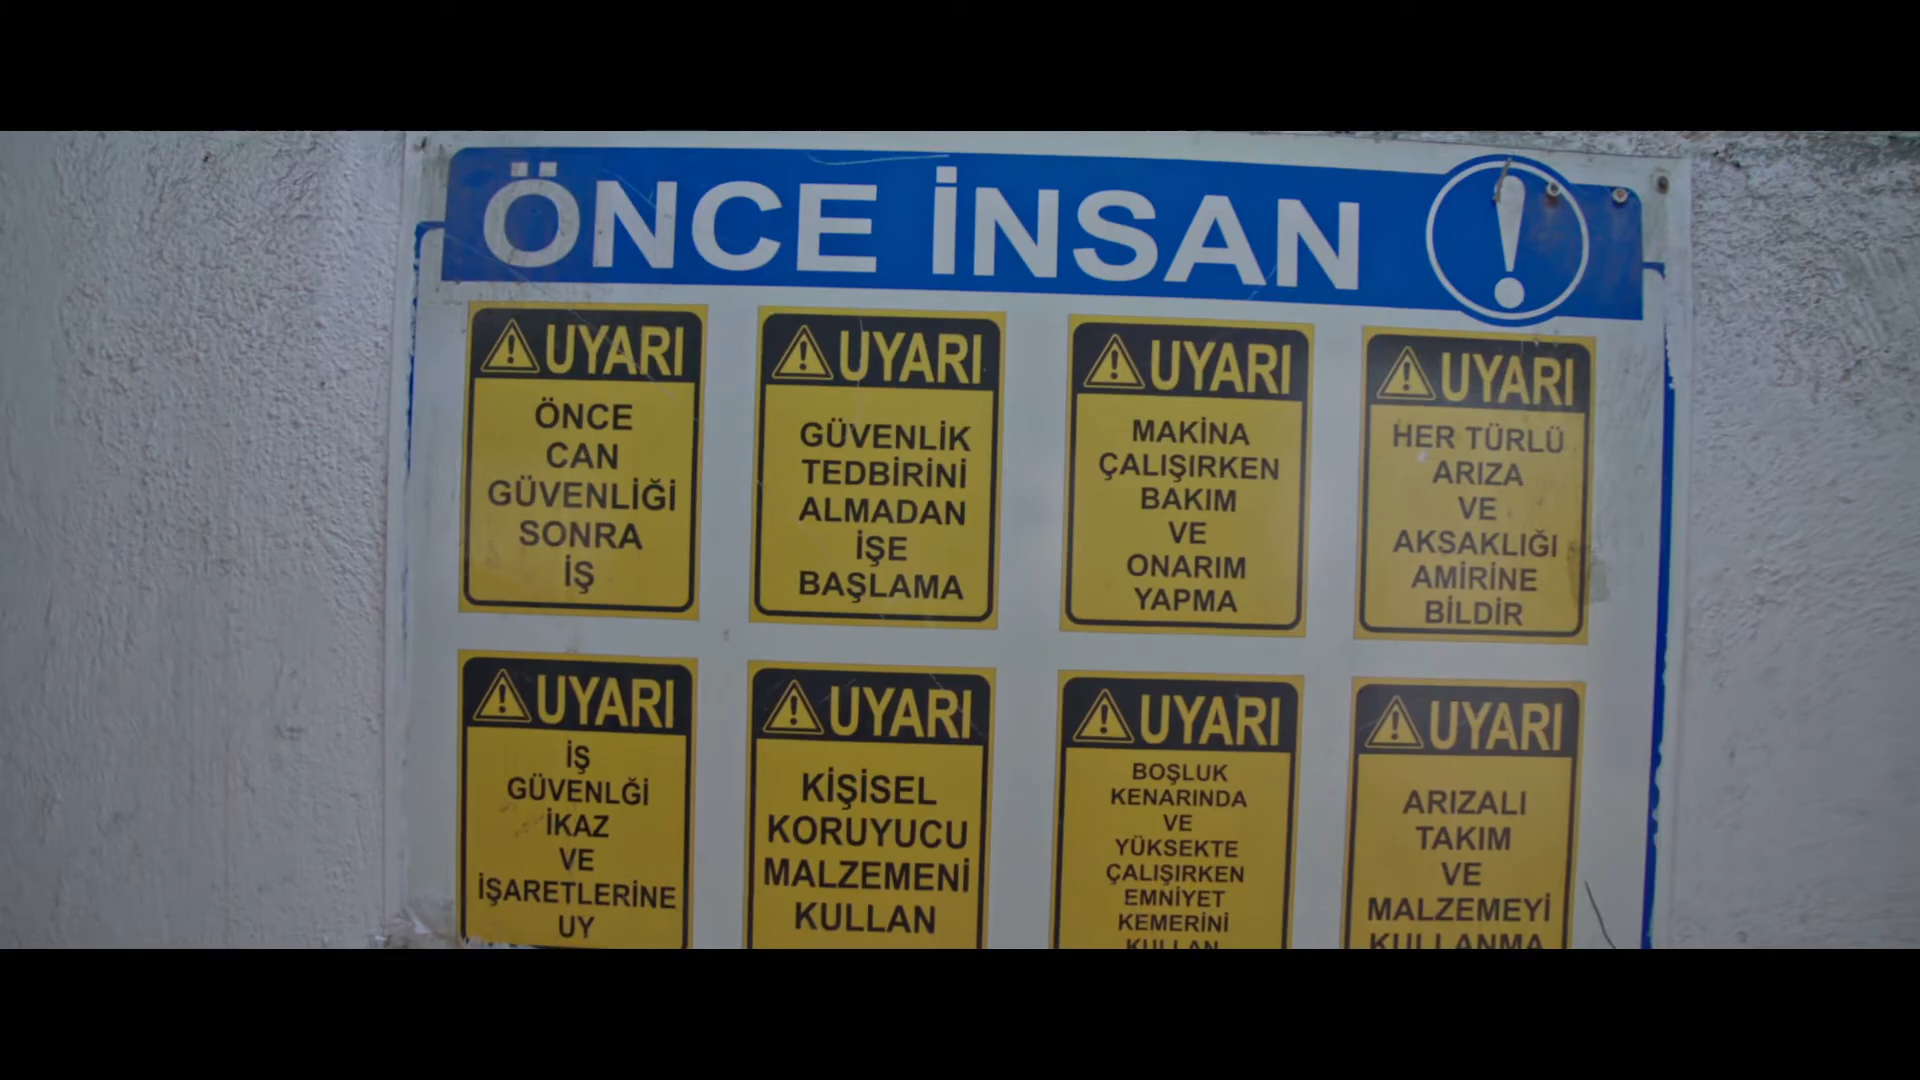 ÖNCE İNSAN
UYARI
ÖNCE
CAN
GÜVENLİĞİ
SONRA
İŞ
UYARI
GÜVENLİK
TEDBİRİNİ
ALMADAN
İŞE
BAŞLAMA
UYARI
MAKİNA
ÇALIŞIRKEN
BAKIM
VE
ONARIM
YAPMA
UYARI
HER TÜRLÜ
ARIZA
VE
AKSAKLIĞI
AMİRİNE
BİLDİR
UYARI
İŞ
GÜVENLĞİ
İKAZ
VE
İŞARETLERİNE
UY
UYARI
KİŞİSEL
KORUYUCU
MALZEMENİ
KULLAN
UYARI
BOŞLUK
KENARINDA
VE
YÜKSEKTE
ÇALIŞIRKEN
EMNİYET
KEMERİNİ
KULLAN
UYARI
ARIZALI
TAKIM
VE
MALZEMEYİ
KULLANMA